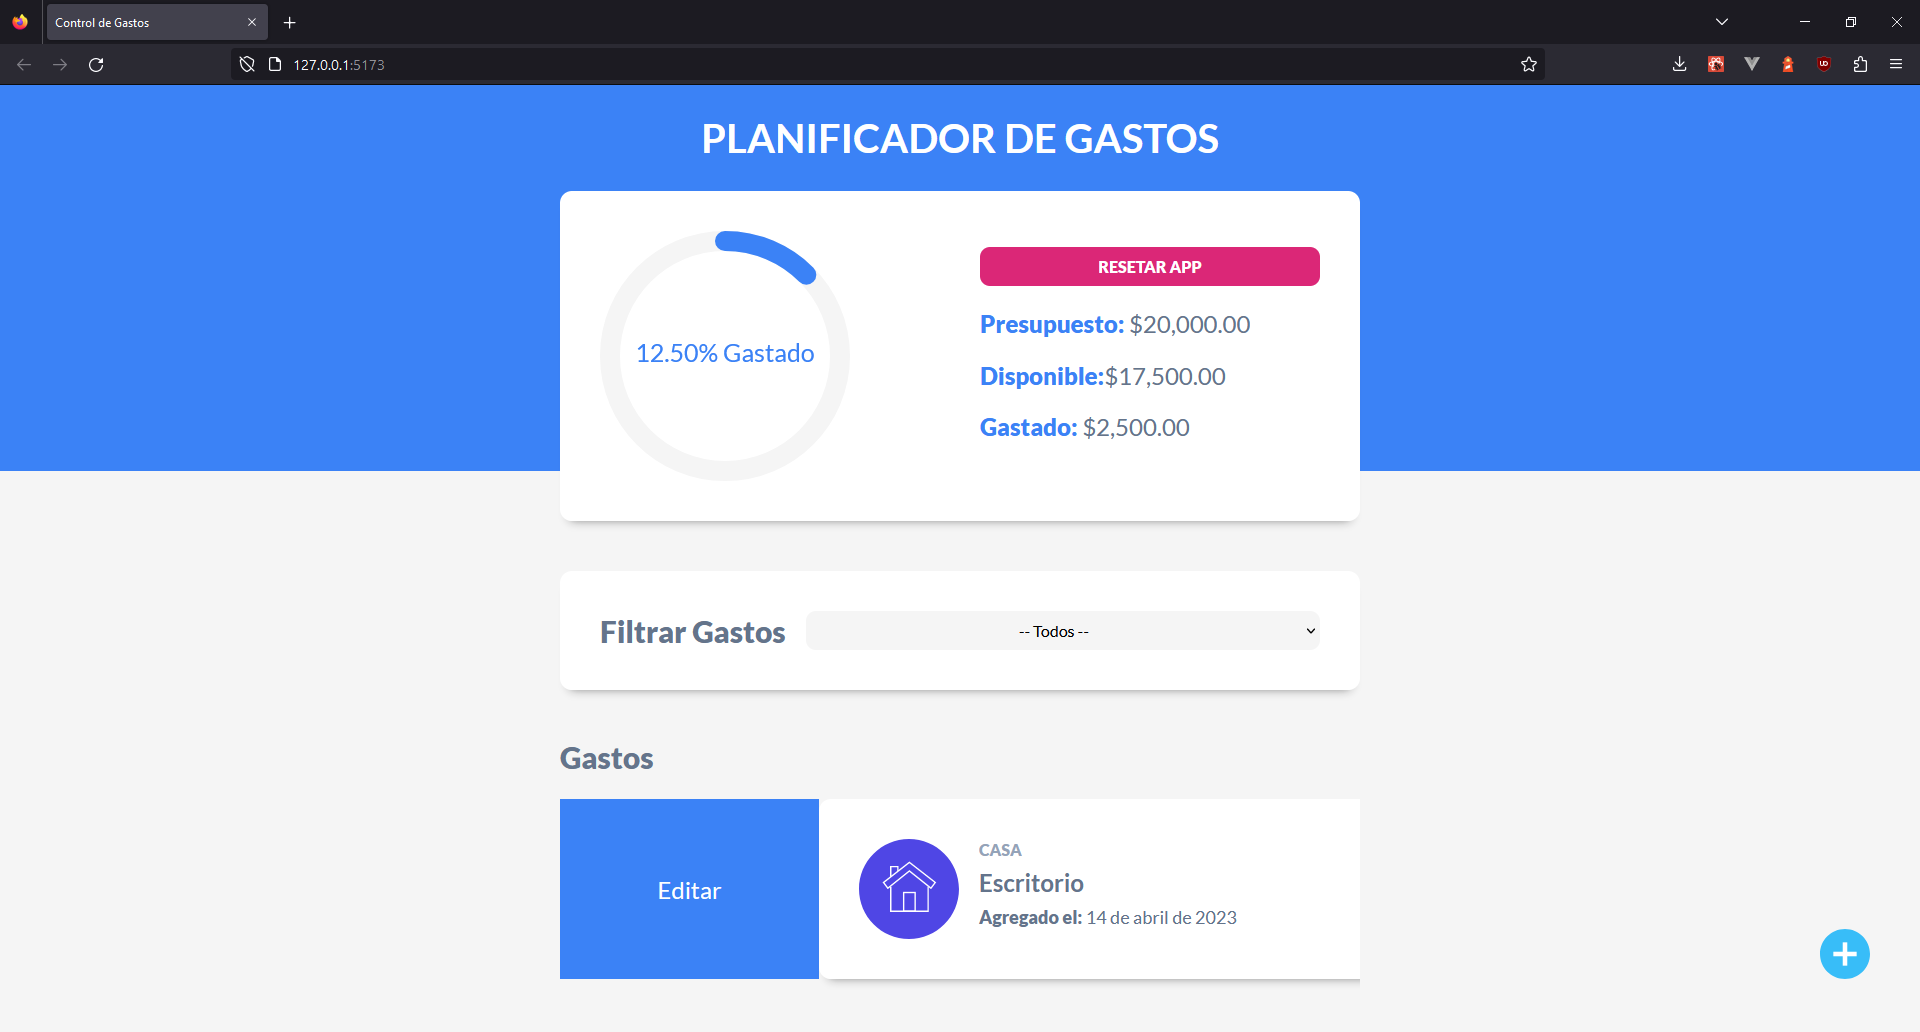 Control de Gastos
127.0.0.1:5173
PLANIFICADOR DE GASTOS
12.50% Gastado
RESETAR APP
Presupuesto: $20,000.00
Disponible:$17,500.00
Gastado: $2,500.00
Filtrar Gastos
-- Todos --
Gastos
Editar
CASA
Escritorio
Agregado el: 14 de abril de 2023